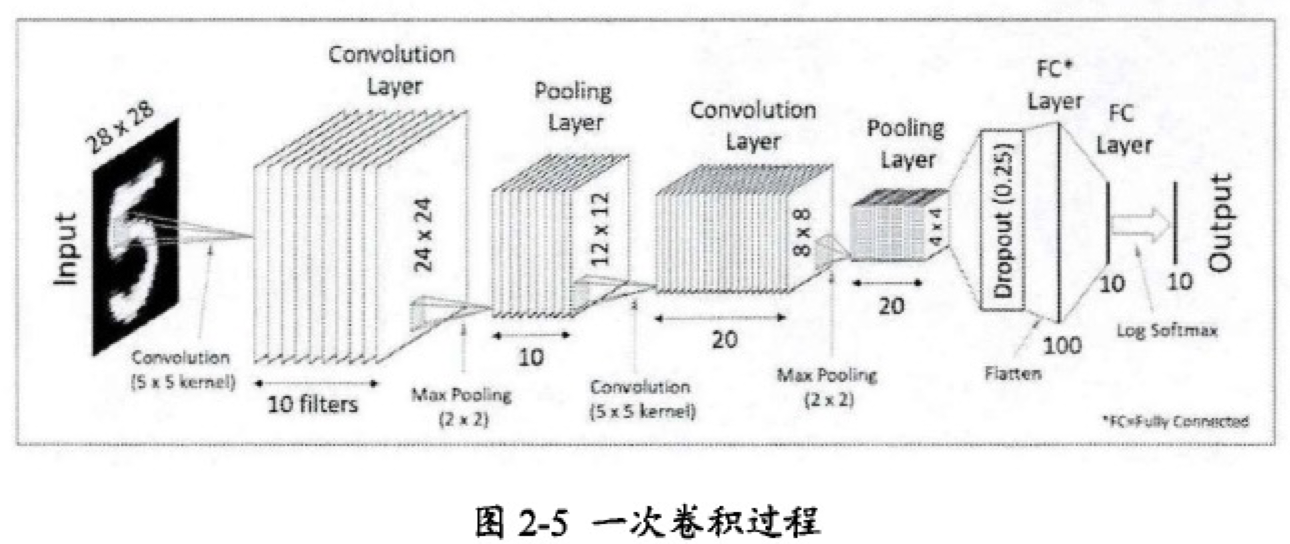 Input
28 x 28
Convolution
(5 x 5 kernel)
Convolution
Layer
24 x 24
10 filters
Max Pooling
(2 x 2)
Pooling
Layer
12 x 12
10
Convolution
(5 x 5 kernel)
Convolution
Layer
8 x 8
20
Max Pooling
(2 x 2)
Pooling
Layer
4 x 4
20
Dropout (0.25)
Flatten
FC*
Layer
100
FC
Layer
10
Log Softmax
10
Output
*FC=Fully Connected
图 2-5 一次卷积过程